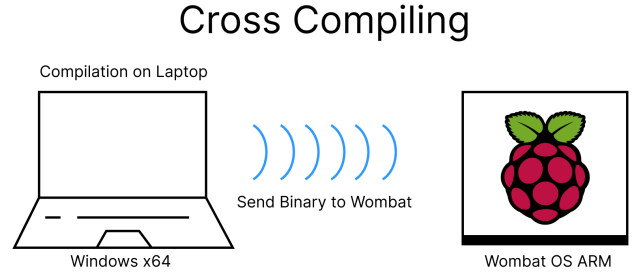 Cross Compiling
Compilation on Laptop
Send Binary to Wombat
Windows x64
Wombat OS ARM